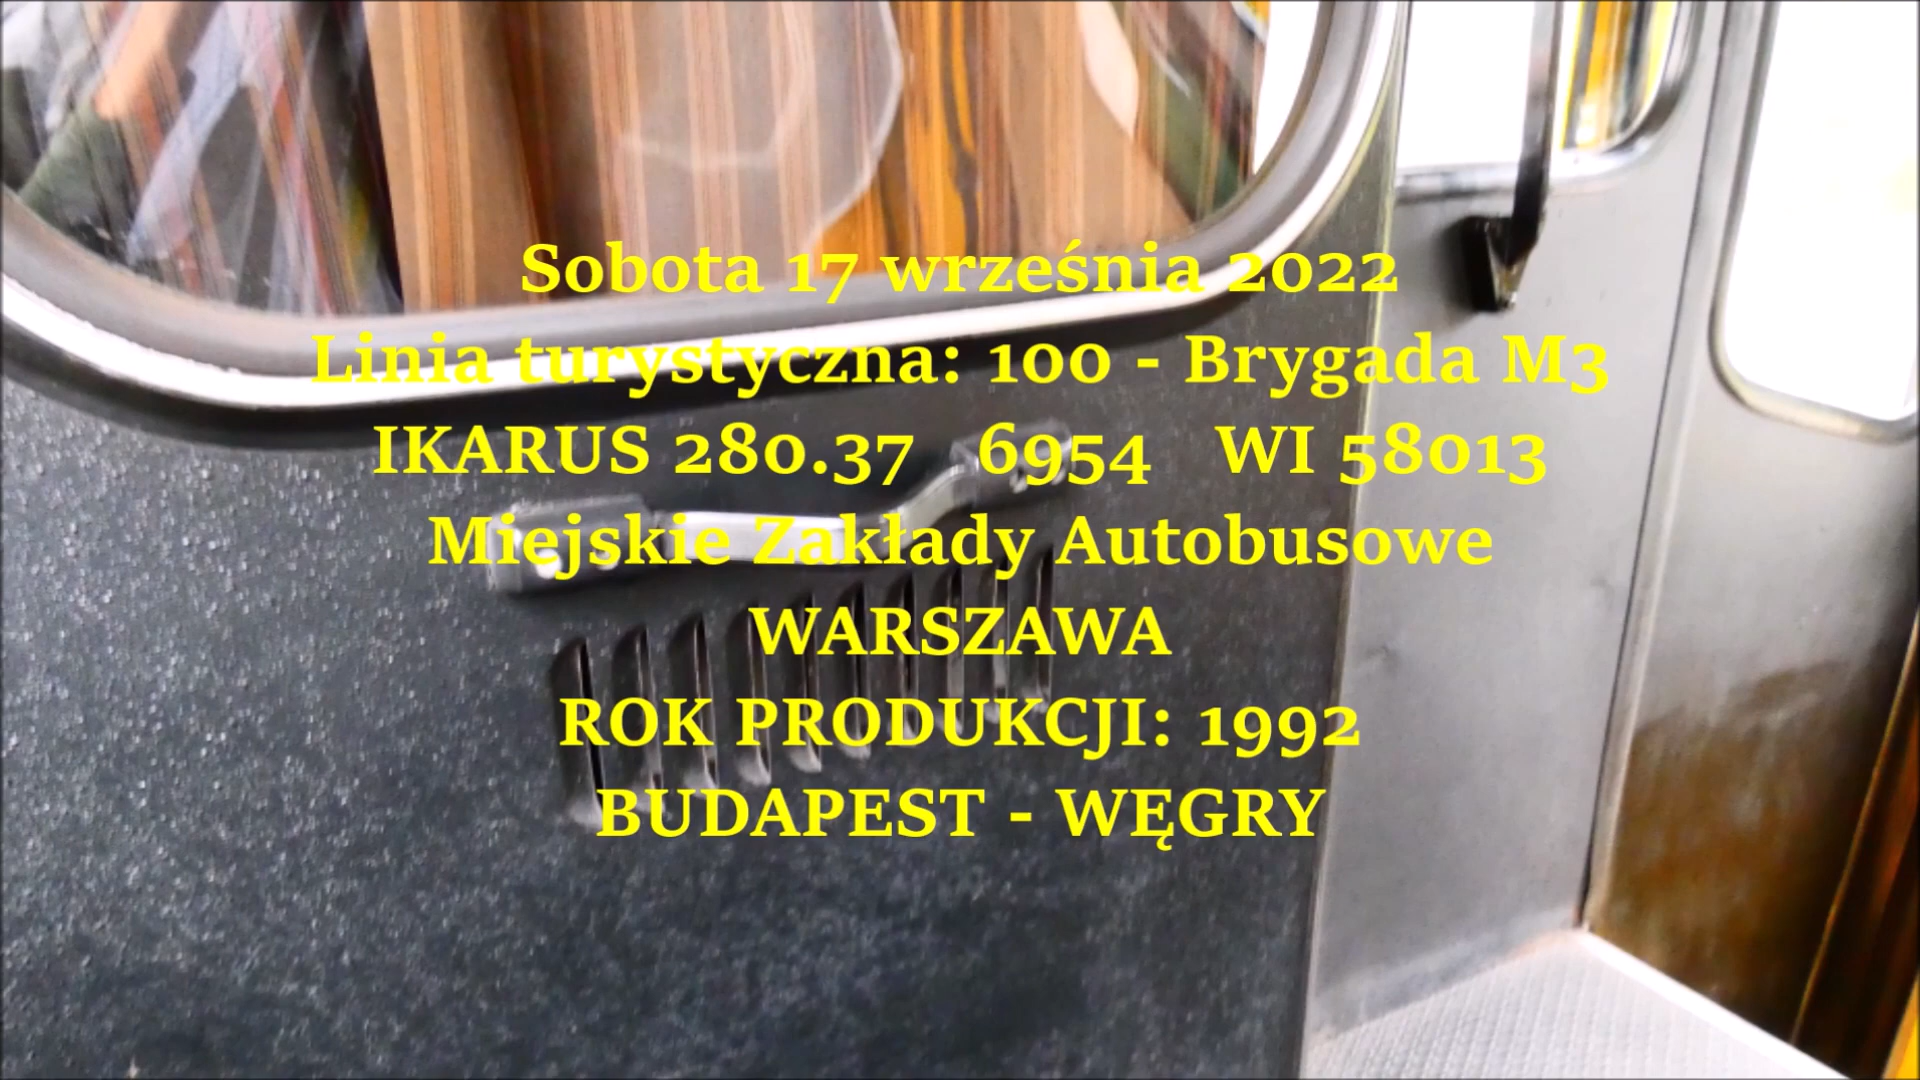 Sobota 17 września 2022
Linia turystyczna: 100 - Brygada M3
IKARUS 280.37   6954   WI 58013
Miejskie Zakłady Autobusowe
WARSZAWA
ROK PRODUKCJI: 1992
BUDAPEST - WĘGRY